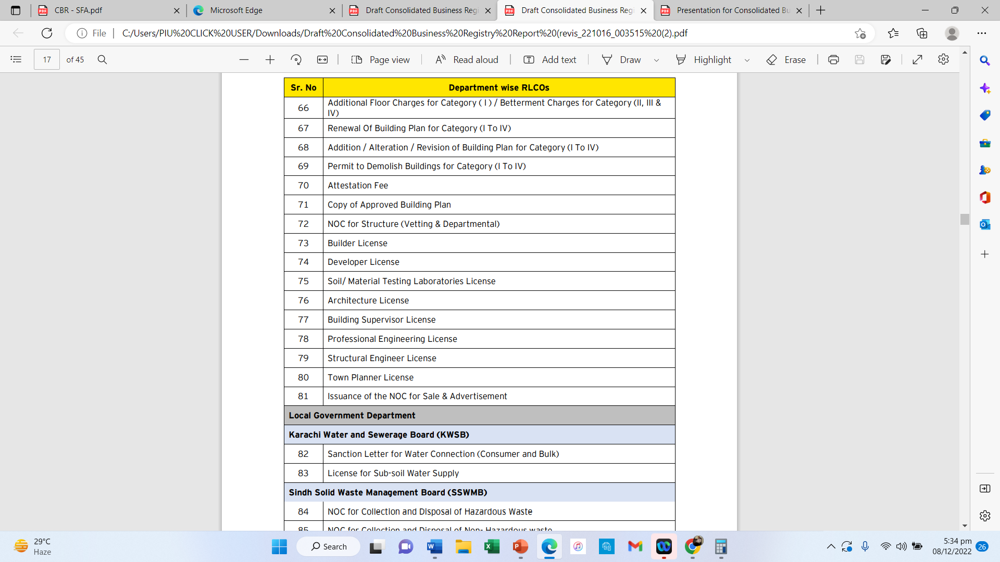 CBR - SFA.pdf
Microsoft Edge
Draft Consolidated Business Regi
Draft Consolidated Business Regi
Presentation for Consolidated Bu
File
C:/Users/PIU%20CLICK%20USER/Downloads/Draft%20Consolidated%20Business%20Registry%20Report%20(revis_221016_003515%20(2).pdf
17 of 45
Page view
Read aloud
Add text
Draw
Highlight
Erase
Sr. No Department wise RLCOs
66 Additional Floor Charges for Category ( I ) / Betterment Charges for Category (II, III &
IV)
67 Renewal Of Building Plan for Category (I To IV)
68 Addition / Alteration / Revision of Building Plan for Category (I To IV)
69 Permit to Demolish Buildings for Category (I To IV)
70 Attestation Fee
71 Copy of Approved Building Plan
72 NOC for Structure (Vetting & Departmental)
73 Builder License
74 Developer License
75 Soil/ Material Testing Laboratories License
76 Architecture License
77 Building Supervisor License
78 Professional Engineering License
79 Structural Engineer License
80 Town Planner License
81 Issuance of the NOC for Sale & Advertisement
Local Government Department
Karachi Water and Sewerage Board (KWSB)
82 Sanction Letter for Water Connection (Consumer and Bulk)
83 License for Sub-soil Water Supply
Sindh Solid Waste Management Board (SSWMB)
84 NOC for Collection and Disposal of Hazardous Waste
85 NOC for Collection and Disposal of Non- Hazardous waste
29°C
Haze
Search
5:34 pm
08/12/2022
26